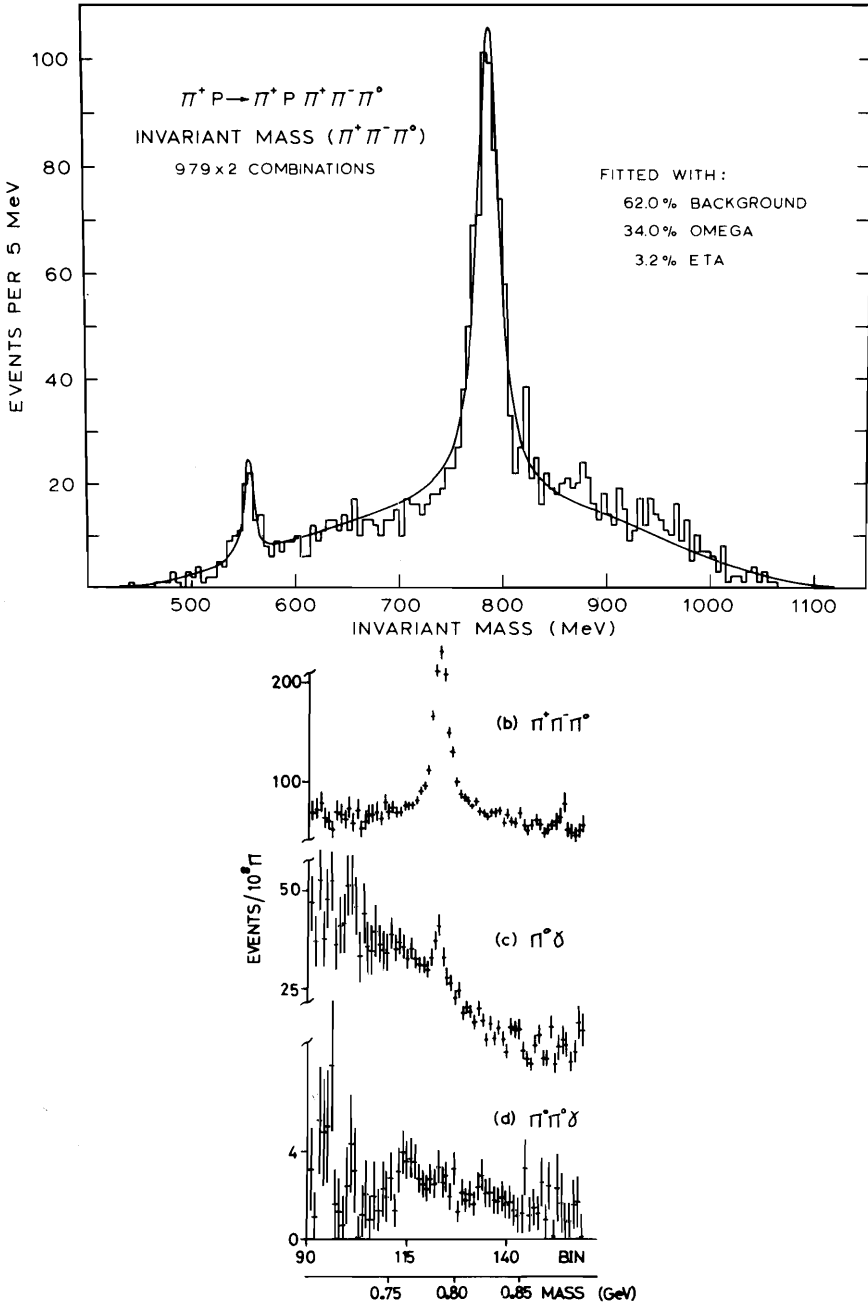 100
80
60
40
20
EVENTS PER 5 MeV
π⁺ P → π⁺ P π⁺ π⁻ π°
INVARIANT MASS (π⁺ π⁻ π°)
979 x 2 COMBINATIONS
FITTED WITH :
62.0% BACKGROUND
34.0% OMEGA
3.2% ETA
500 600 700 800 900 1000 1100
INVARIANT MASS (MeV)
200
100
(b) π⁺π⁻π°
50
25
EVENTS/10⁸π
(c) π°γ
(d) π°π°γ
4
0
90 115 140 BIN
0.75 0.80 0.85 MASS (GeV)